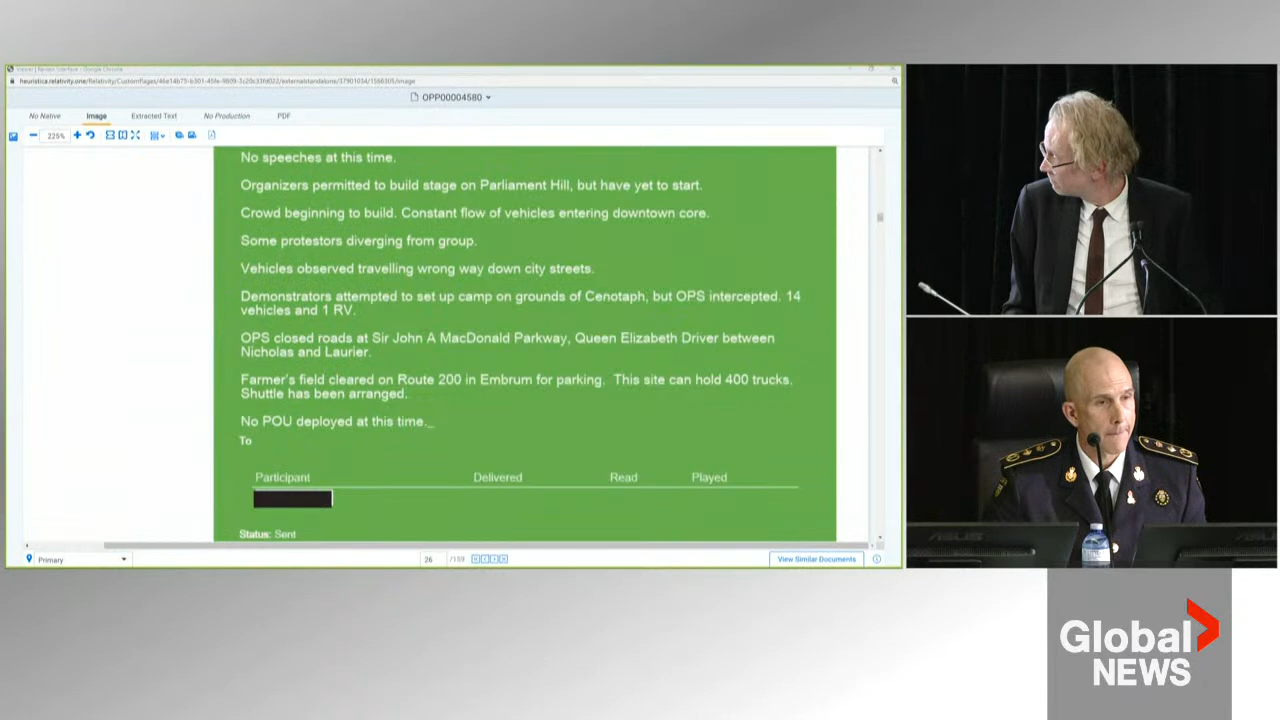 Viewer | Review Interface - Google Chrome
OPP00004580
No Native Image Extracted Text No Production PDF
225%
No speeches at this time.
Organizers permitted to build stage on Parliament Hill, but have yet to start.
Crowd beginning to build. Constant flow of vehicles entering downtown core.
Some protestors diverging from group.
Vehicles observed travelling wrong way down city streets.
Demonstrators attempted to set up camp on grounds of Cenotaph, but OPS intercepted. 14
vehicles and 1 RV.
OPS closed roads at Sir John A MacDonald Parkway, Queen Elizabeth Driver between
Nicholas and Laurier.
Farmer's field cleared on Route 200 in Embrum for parking. This site can hold 400 trucks.
Shuttle has been arranged.
No POU deployed at this time._
To
Participant Delivered Read Played
Status: Sent
Primary 26 /159 View Similar Documents
ASUS
Global
NEWS